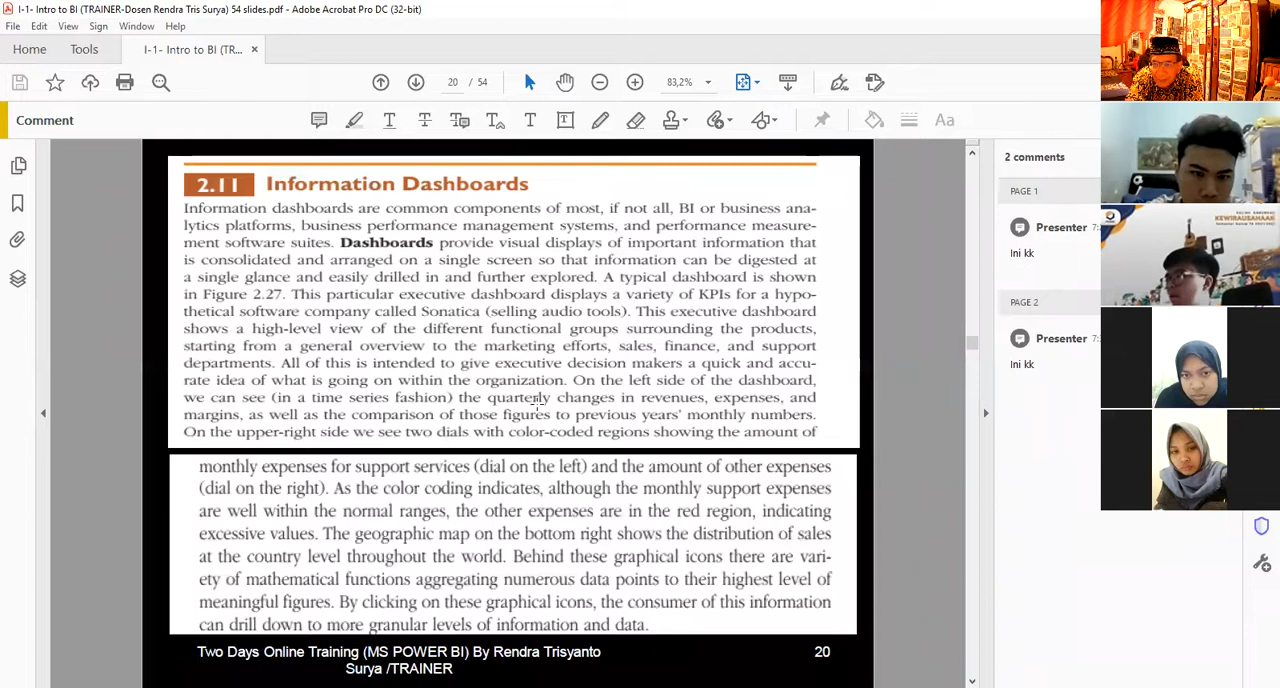 I-1- Intro to BI (TRAINER-Dosen Rendra Tris Surya) 54 slides.pdf - Adobe Acrobat Pro DC (32-bit)
File Edit View Sign Window Help
Home Tools I-1- Intro to BI (TR... ×
20 / 54 83,2%
Comment
Aa
2.11 Information Dashboards
Information dashboards are common components of most, if not all, BI or business ana-
lytics platforms, business performance management systems, and performance measure-
ment software suites. Dashboards provide visual displays of important information that
is consolidated and arranged on a single screen so that information can be digested at
a single glance and easily drilled in and further explored. A typical dashboard is shown
in Figure 2.27. This particular executive dashboard displays a variety of KPIs for a hypo-
thetical software company called Sonatica (selling audio tools). This executive dashboard
shows a high-level view of the different functional groups surrounding the products,
starting from a general overview to the marketing efforts, sales, finance, and support
departments. All of this is intended to give executive decision makers a quick and accu-
rate idea of what is going on within the organization. On the left side of the dashboard,
we can see (in a time series fashion) the quarterly changes in revenues, expenses, and
margins, as well as the comparison of those figures to previous years' monthly numbers.
On the upper-right side we see two dials with color-coded regions showing the amount of
monthly expenses for support services (dial on the left) and the amount of other expenses
(dial on the right). As the color coding indicates, although the monthly support expenses
are well within the normal ranges, the other expenses are in the red region, indicating
excessive values. The geographic map on the bottom right shows the distribution of sales
at the country level throughout the world. Behind these graphical icons there are vari-
ety of mathematical functions aggregating numerous data points to their highest level of
meaningful figures. By clicking on these graphical icons, the consumer of this information
can drill down to more granular levels of information and data.
Two Days Online Training (MS POWER BI) By Rendra Trisyanto
Surya /TRAINER
20
2 comments
PAGE 1
Presenter 7:
Ini kk
PAGE 2
Presenter 7:
Ini kk
KEWIRAUSAHAAN